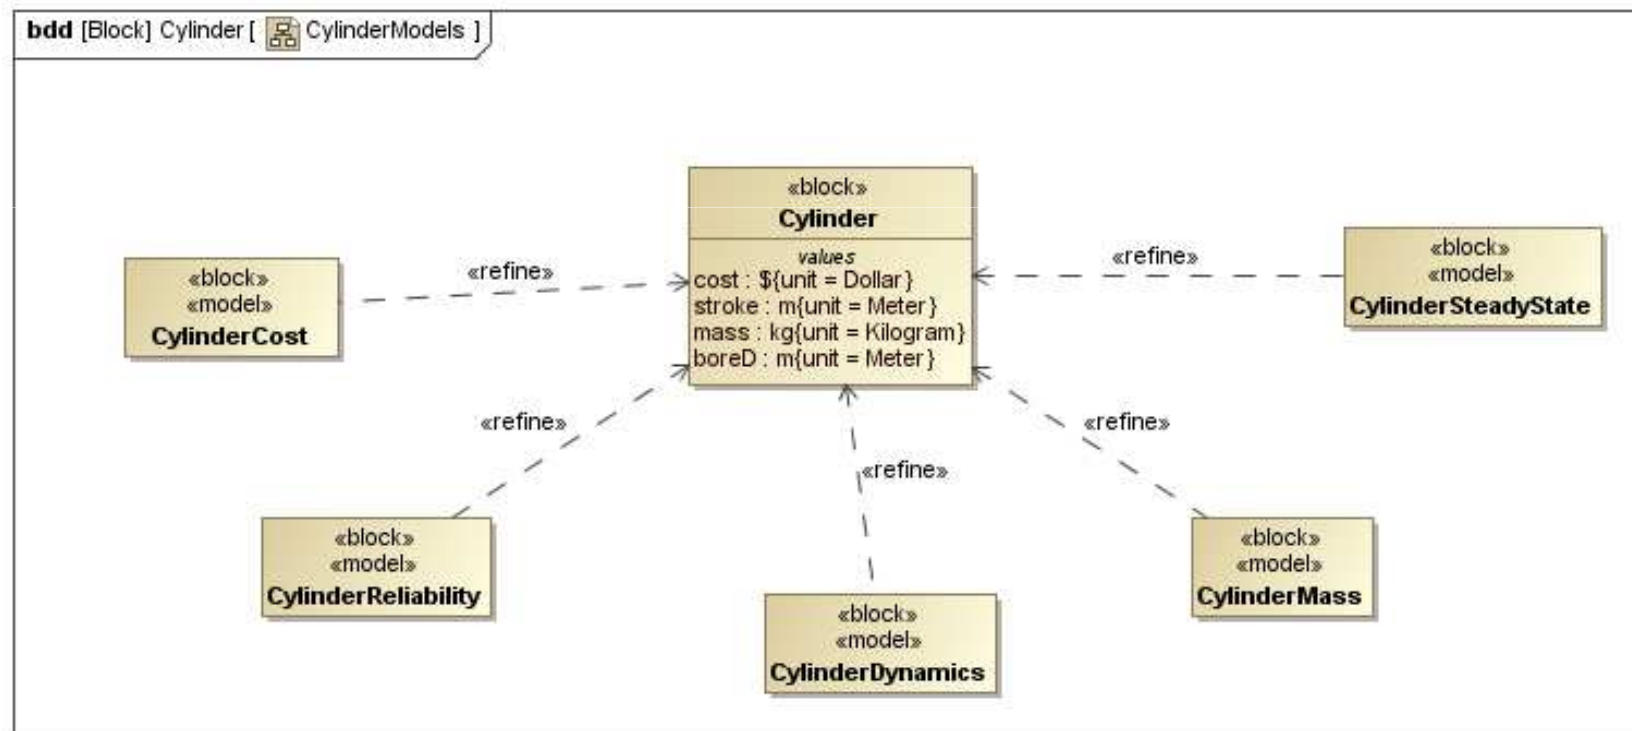 bdd [Block] Cylinder [ CylinderModels ]
«block»
Cylinder
values
cost : ${unit = Dollar}
stroke : m{unit = Meter}
mass : kg{unit = Kilogram}
boreD : m{unit = Meter}
«refine»
«block»
«model»
CylinderCost
«refine»
«block»
«model»
CylinderSteadyState
«refine»
«block»
«model»
CylinderReliability
«refine»
«block»
«model»
CylinderDynamics
«refine»
«block»
«model»
CylinderMass